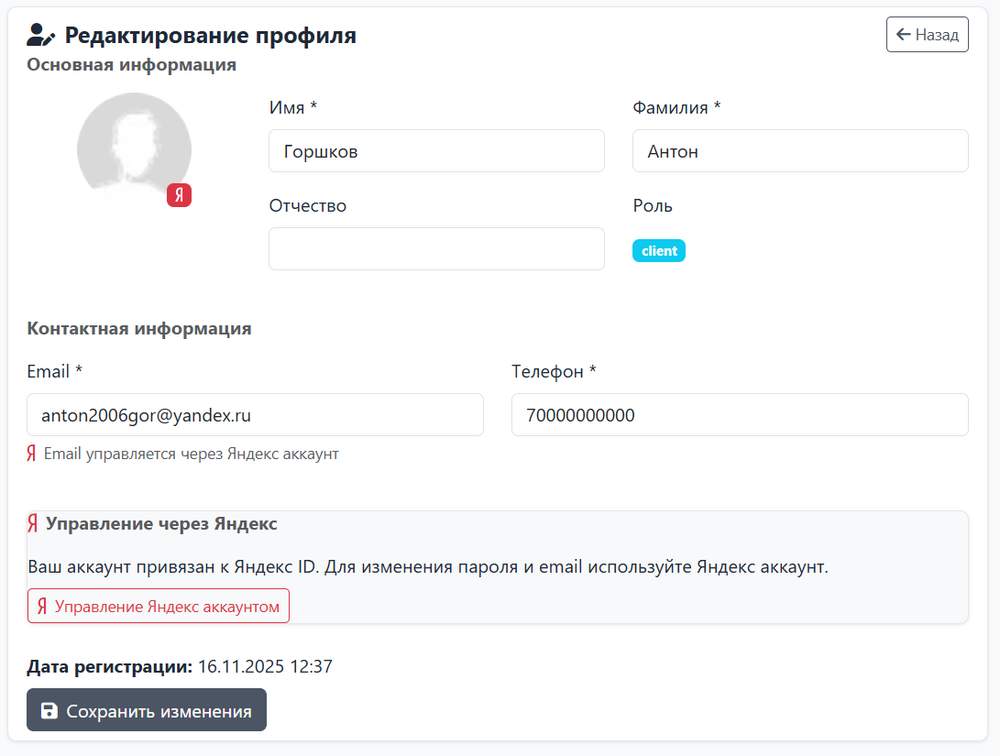 Редактирование профиля
Назад
Основная информация
Имя *
Фамилия *
Горшков
Антон
Я
Отчество
Роль
client
Контактная информация
Email *
Телефон *
anton2006gor@yandex.ru
70000000000
Я Email управляется через Яндекс аккаунт
Я Управление через Яндекс
Ваш аккаунт привязан к Яндекс ID. Для изменения пароля и email используйте Яндекс аккаунт.
Я Управление Яндекс аккаунтом
Дата регистрации: 16.11.2025 12:37
Сохранить изменения